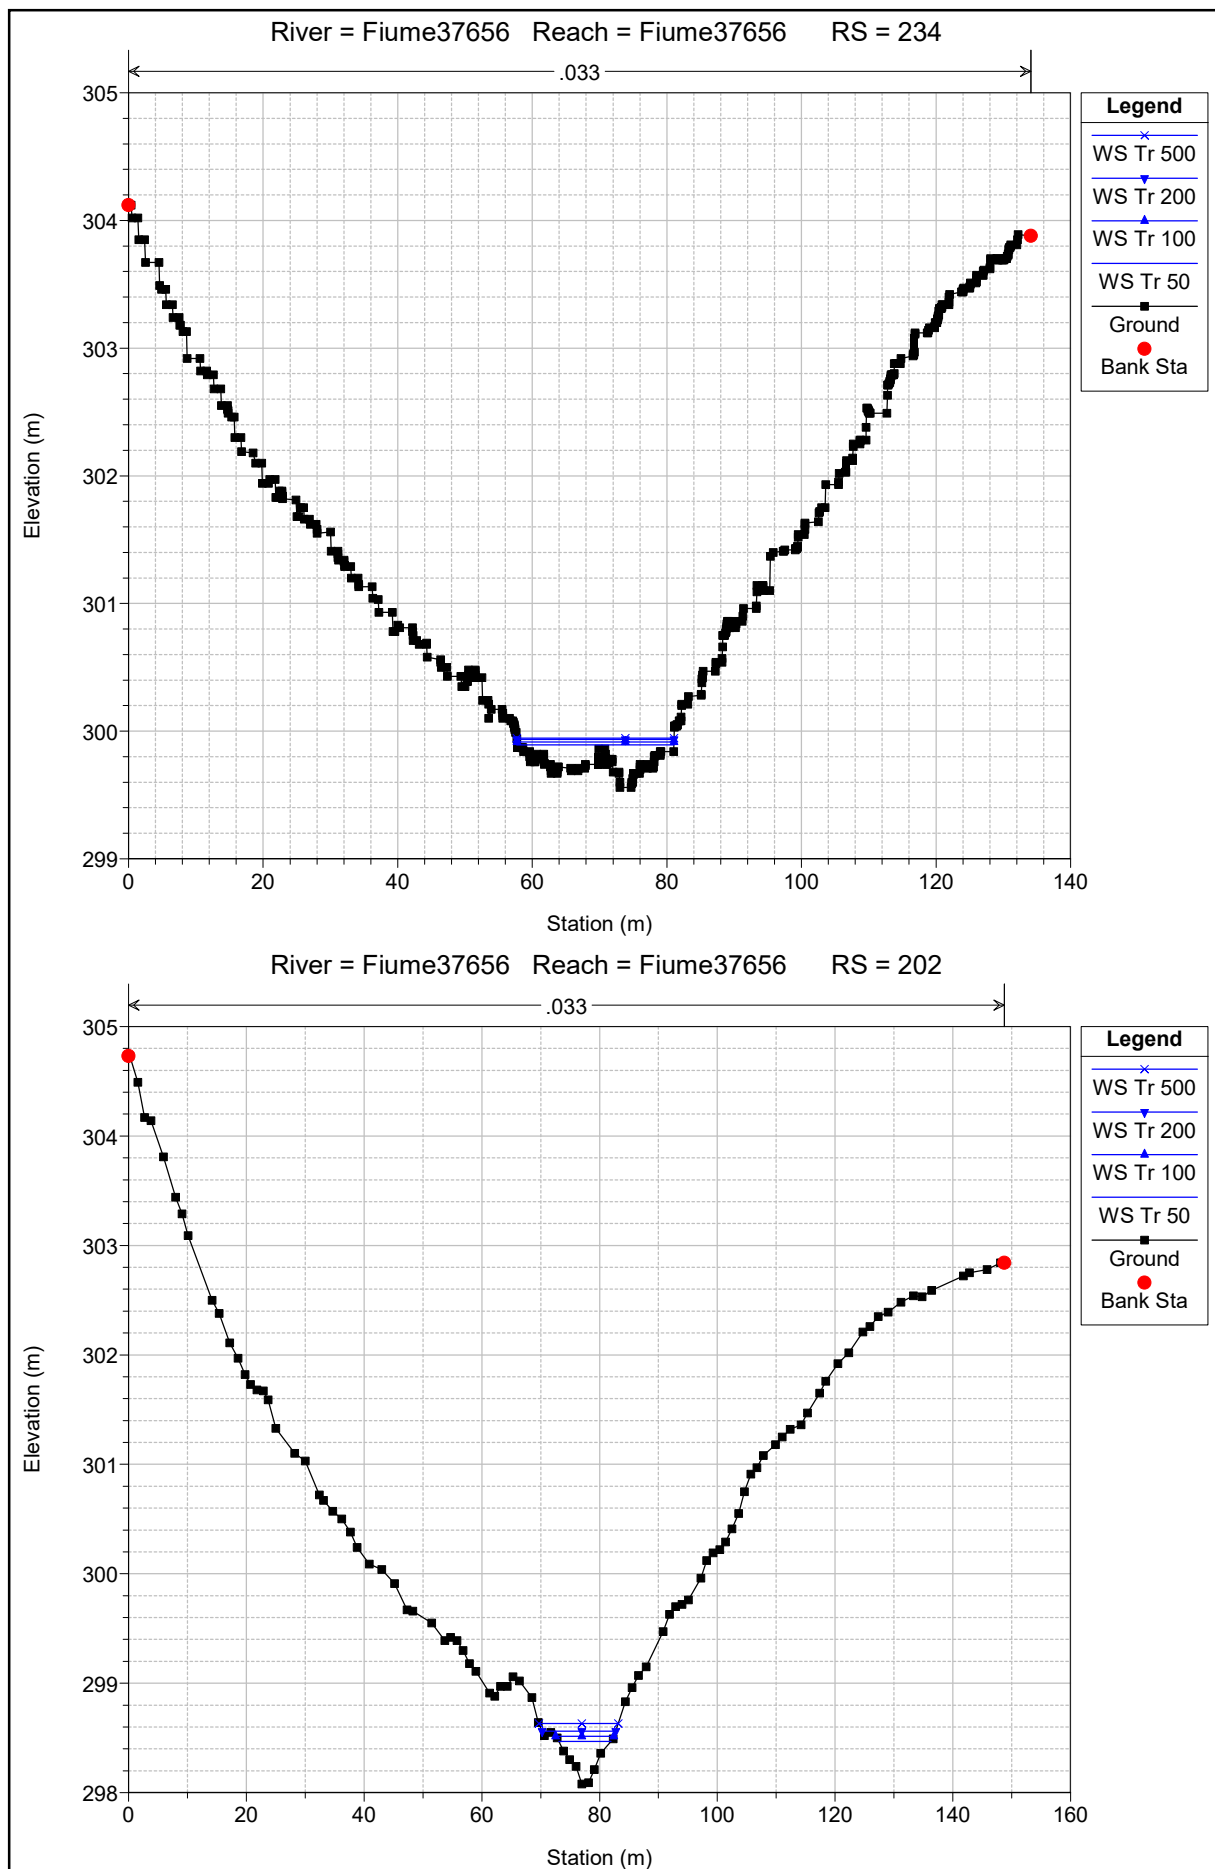 River = Fiume37656 Reach = Fiume37656 RS = 234
.033
305
304
303
302
301
300
299
Elevation (m)
0 20 40 60 80 100 120 140
Station (m)
Legend
WS Tr 500
WS Tr 200
WS Tr 100
WS Tr 50
Ground
Bank Sta
River = Fiume37656 Reach = Fiume37656 RS = 202
.033
305
304
303
302
301
300
299
298
Elevation (m)
0 20 40 60 80 100 120 140 160
Station (m)
Legend
WS Tr 500
WS Tr 200
WS Tr 100
WS Tr 50
Ground
Bank Sta